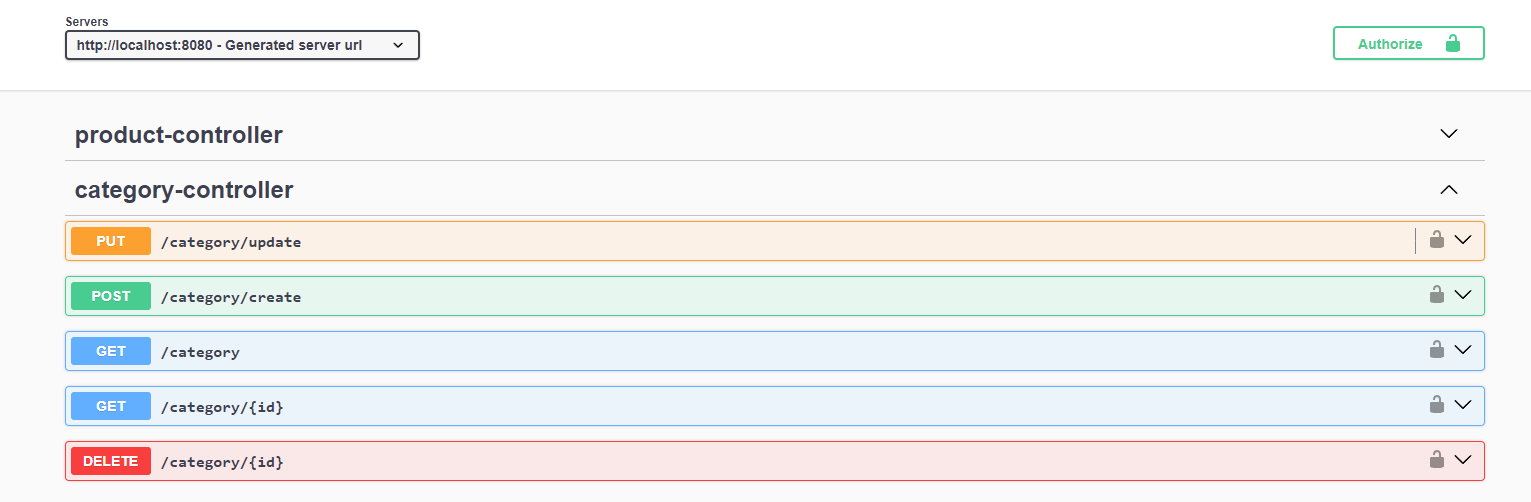 Servers
http://localhost:8080 - Generated server url
Authorize
product-controller
category-controller
PUT /category/update
POST /category/create
GET /category
GET /category/{id}
DELETE /category/{id}